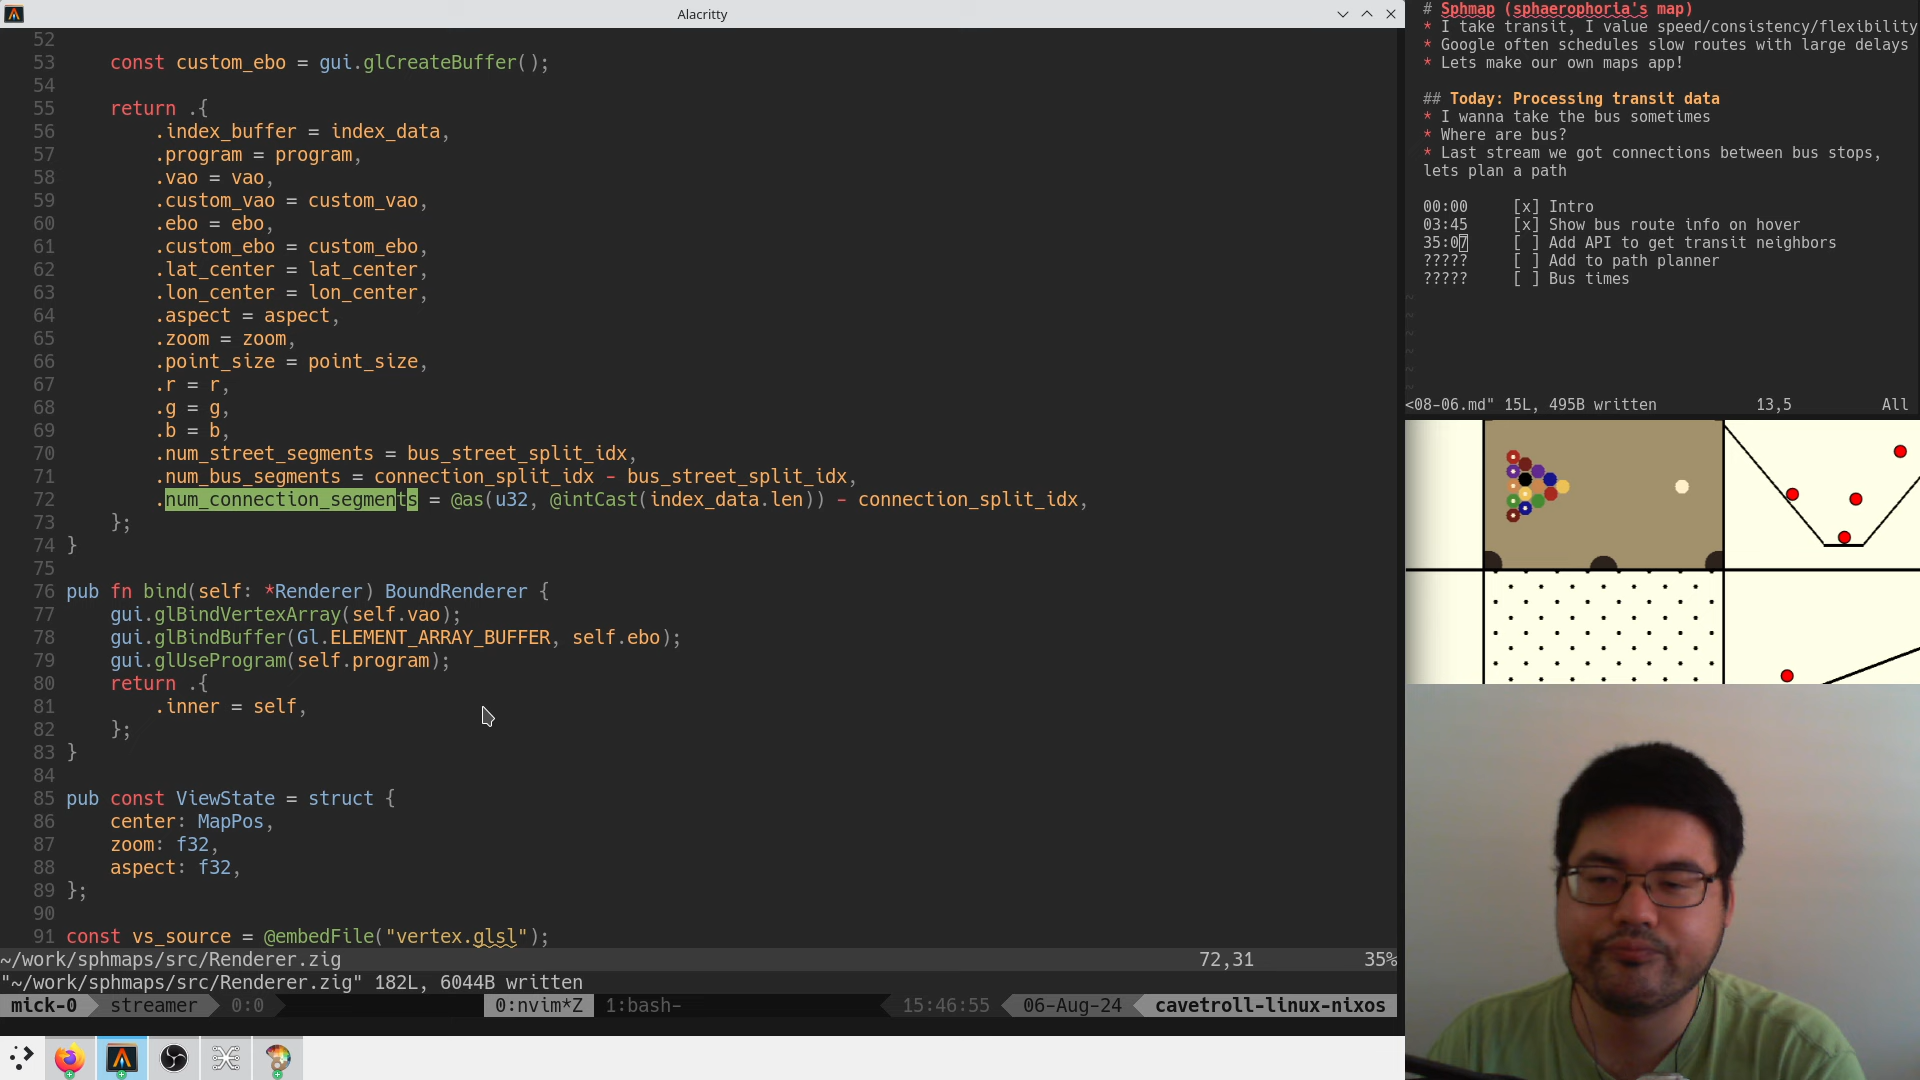 Alacritty
52
53 const custom_ebo = gui.glCreateBuffer();
54
55 return .{
56 .index_buffer = index_data,
57 .program = program,
58 .vao = vao,
59 .custom_vao = custom_vao,
60 .ebo = ebo,
61 .custom_ebo = custom_ebo,
62 .lat_center = lat_center,
63 .lon_center = lon_center,
64 .aspect = aspect,
65 .zoom = zoom,
66 .point_size = point_size,
67 .r = r,
68 .g = g,
69 .b = b,
70 .num_street_segments = bus_street_split_idx,
71 .num_bus_segments = connection_split_idx - bus_street_split_idx,
72 .num_connection_segments = @as(u32, @intCast(index_data.len)) - connection_split_idx,
73 };
74 }
75
76 pub fn bind(self: *Renderer) BoundRenderer {
77 gui.glBindVertexArray(self.vao);
78 gui.glBindBuffer(Gl.ELEMENT_ARRAY_BUFFER, self.ebo);
79 gui.glUseProgram(self.program);
80 return .{
81 .inner = self,
82 };
83 }
84
85 pub const ViewState = struct {
86 center: MapPos,
87 zoom: f32,
88 aspect: f32,
89 };
90
91 const vs_source = @embedFile("vertex.glsl");
~/work/sphmaps/src/Renderer.zig 72,31 35%
"~/work/sphmaps/src/Renderer.zig" 182L, 6044B written
mick-0 streamer 0:0 0:nvim*Z 1:bash- 15:46:55 06-Aug-24 cavetroll-linux-nixos
# Sphmap (sphaerophoria's map)
* I take transit, I value speed/consistency/flexibility
* Google often schedules slow routes with large delays
* Lets make our own maps app!
## Today: Processing transit data
* I wanna take the bus sometimes
* Where are bus?
* Last stream we got connections between bus stops,
lets plan a path
00:00 [x] Intro
03:45 [x] Show bus route info on hover
35:07 [ ] Add API to get transit neighbors
????? [ ] Add to path planner
????? [ ] Bus times
~
~
~
~
~
~
<08-06.md" 15L, 495B written 13,5 All